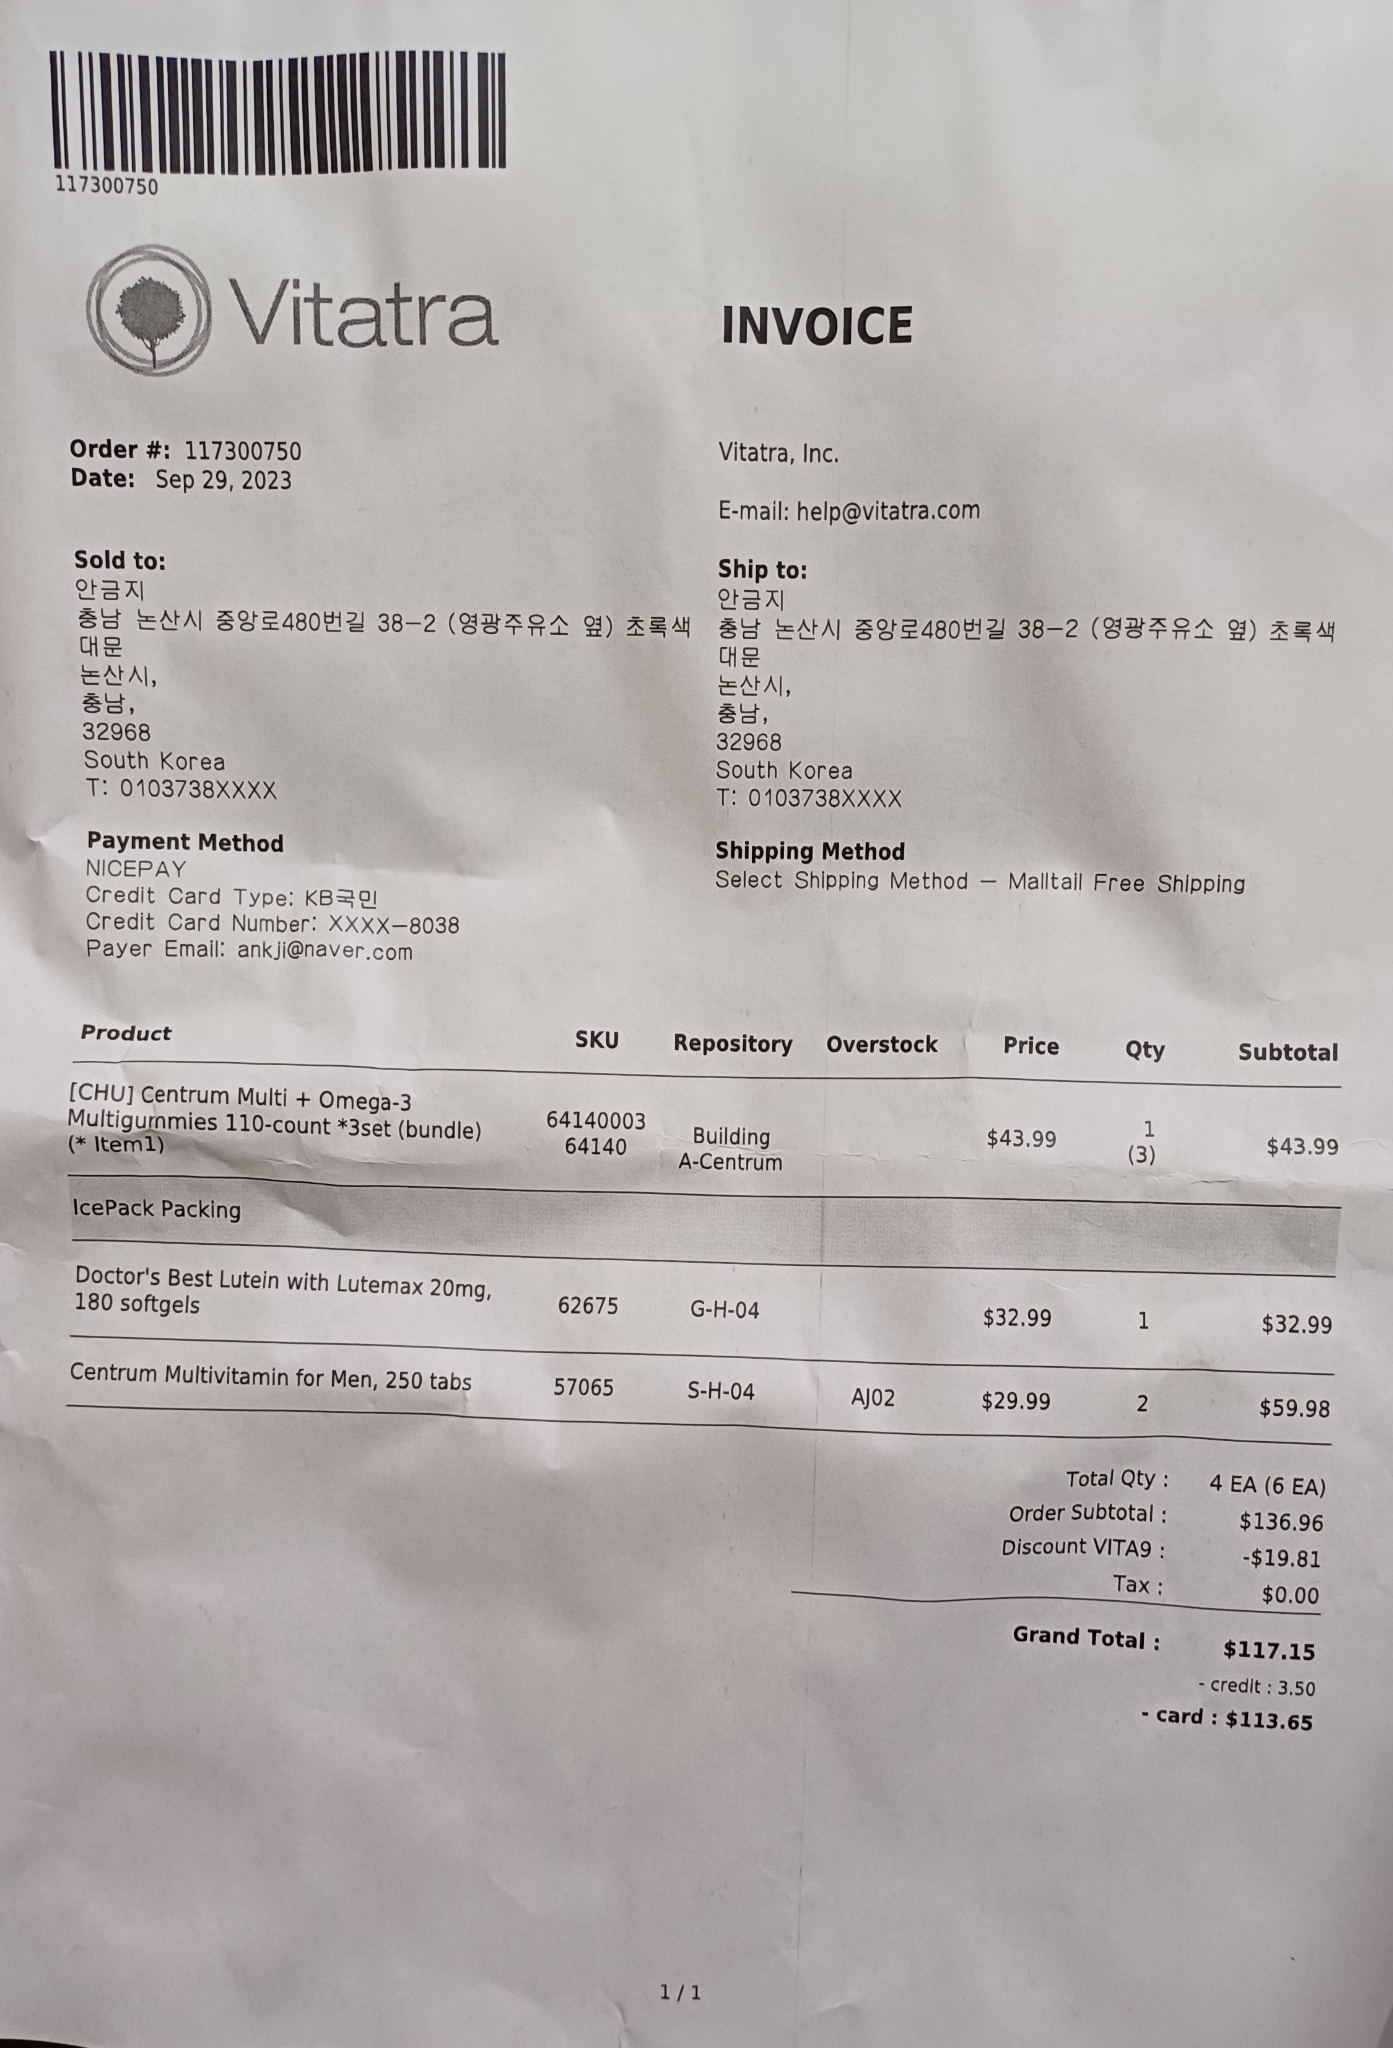 117300750
Vitatra
INVOICE
Order #: 117300750
Date: Sep 29, 2023
Vitatra, Inc.
E-mail: help@vitatra.com
Sold to:
안금지
충남 논산시 중앙로480번길 38-2 (영광주유소 옆) 초록색
대문
논산시,
충남,
32968
South Korea
T: 0103738XXXX
Ship to:
안금지
충남 논산시 중앙로480번길 38-2 (영광주유소 옆) 초록색
대문
논산시,
충남,
32968
South Korea
T: 0103738XXXX
Payment Method
NICEPAY
Credit Card Type: KB국민
Credit Card Number: XXXX-8038
Payer Email: ankji@naver.com
Shipping Method
Select Shipping Method - Malltail Free Shipping
Product SKU Repository Overstock Price Qty Subtotal
[CHU] Centrum Multi + Omega-3
Multigummies 110-count *3set (bundle)
(* Item1)
64140003
64140
Building
A-Centrum
$43.99
1
(3)
$43.99
IcePack Packing
Doctor's Best Lutein with Lutemax 20mg,
180 softgels
62675 G-H-04 $32.99 1 $32.99
Centrum Multivitamin for Men, 250 tabs 57065 S-H-04 AJ02 $29.99 2 $59.98
Total Qty : 4 EA (6 EA)
Order Subtotal : $136.96
Discount VITA9 : -$19.81
Tax : $0.00
Grand Total : $117.15
- credit : 3.50
- card : $113.65
1 / 1